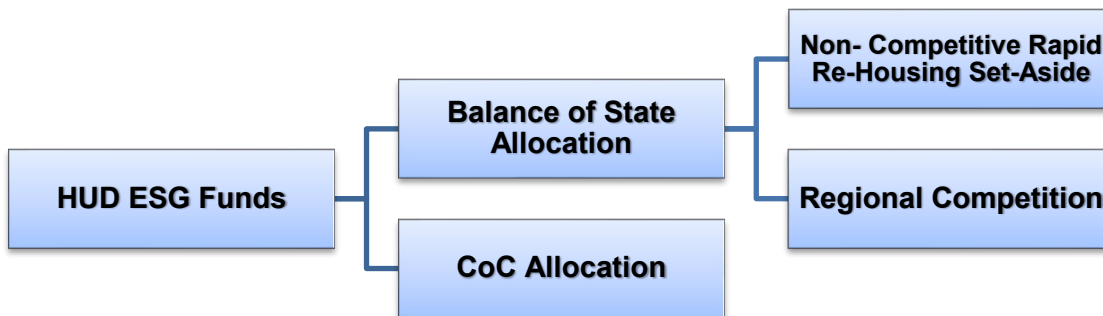 HUD ESG Funds
Balance of State
Allocation
CoC Allocation
Non- Competitive Rapid
Re-Housing Set-Aside
Regional Competition